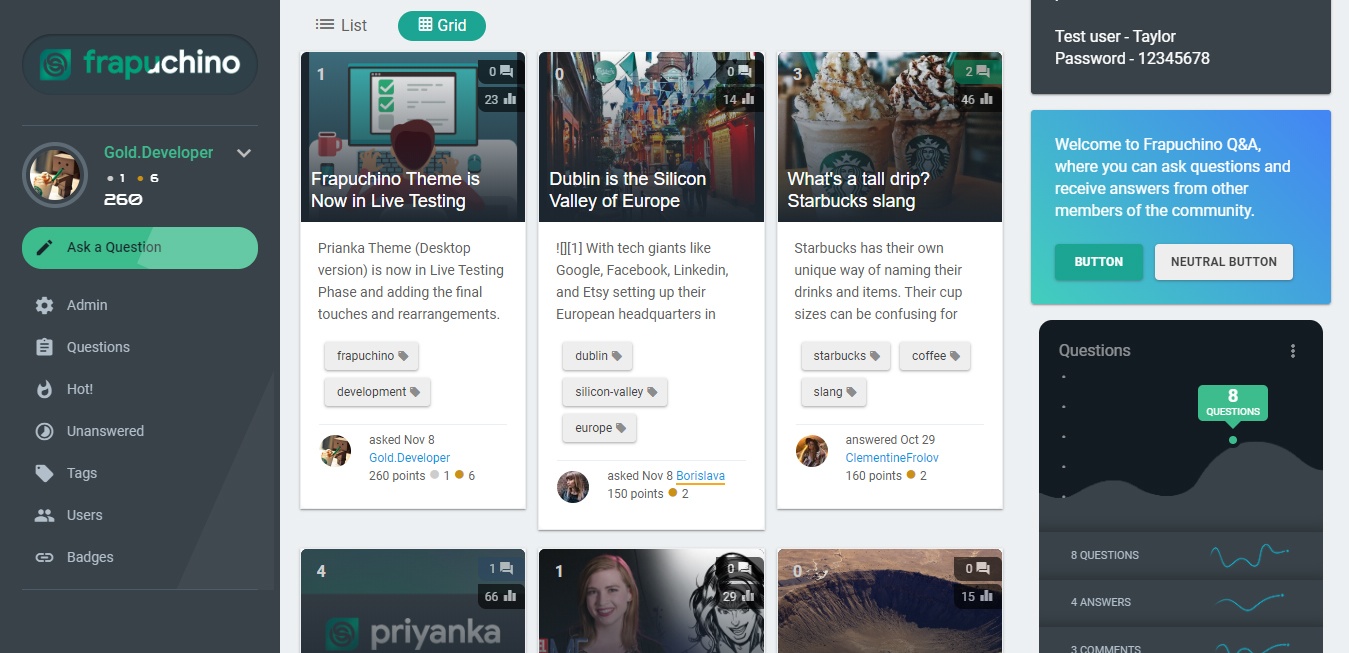 frapuchino
Gold.Developer
1 6
260
Ask a Question
Admin
Questions
Hot!
Unanswered
Tags
Users
Badges
List
Grid
1
0
23
Frapuchino Theme is
Now in Live Testing
Prianka Theme (Desktop
version) is now in Live Testing
Phase and adding the final
touches and rearrangements.
frapuchino
development
asked Nov 8
Gold.Developer
260 points 1 6
0
0
14
Dublin is the Silicon
Valley of Europe
![][1] With tech giants like
Google, Facebook, Linkedin,
and Etsy setting up their
European headquarters in
dublin
silicon-valley
europe
asked Nov 8 Borislava
150 points 2
3
2
46
What's a tall drip?
Starbucks slang
Starbucks has their own
unique way of naming their
drinks and items. Their cup
sizes can be confusing for
starbucks
coffee
slang
answered Oct 29
ClementineFrolov
160 points 2
4
1
66
priyanka
1
0
29
0
0
15
Test user - Taylor
Password - 12345678
Welcome to Frapuchino Q&A,
where you can ask questions and
receive answers from other
members of the community.
BUTTON
NEUTRAL BUTTON
Questions
8
QUESTIONS
8 QUESTIONS
4 ANSWERS
3 COMMENTS